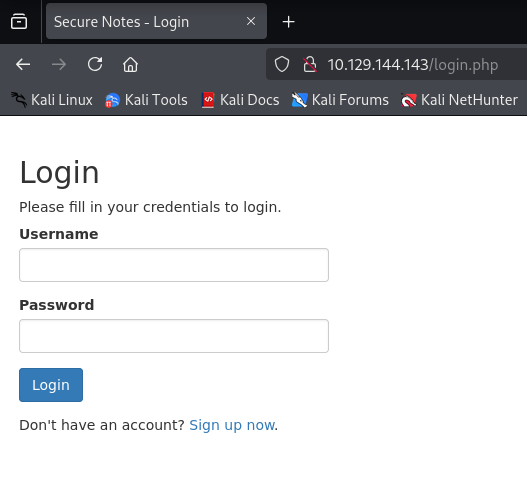 Secure Notes - Login
10.129.144.143/login.php
Kali Linux Kali Tools Kali Docs Kali Forums Kali NetHunter
Login
Please fill in your credentials to login.
Username
Password
Login
Don't have an account? Sign up now.